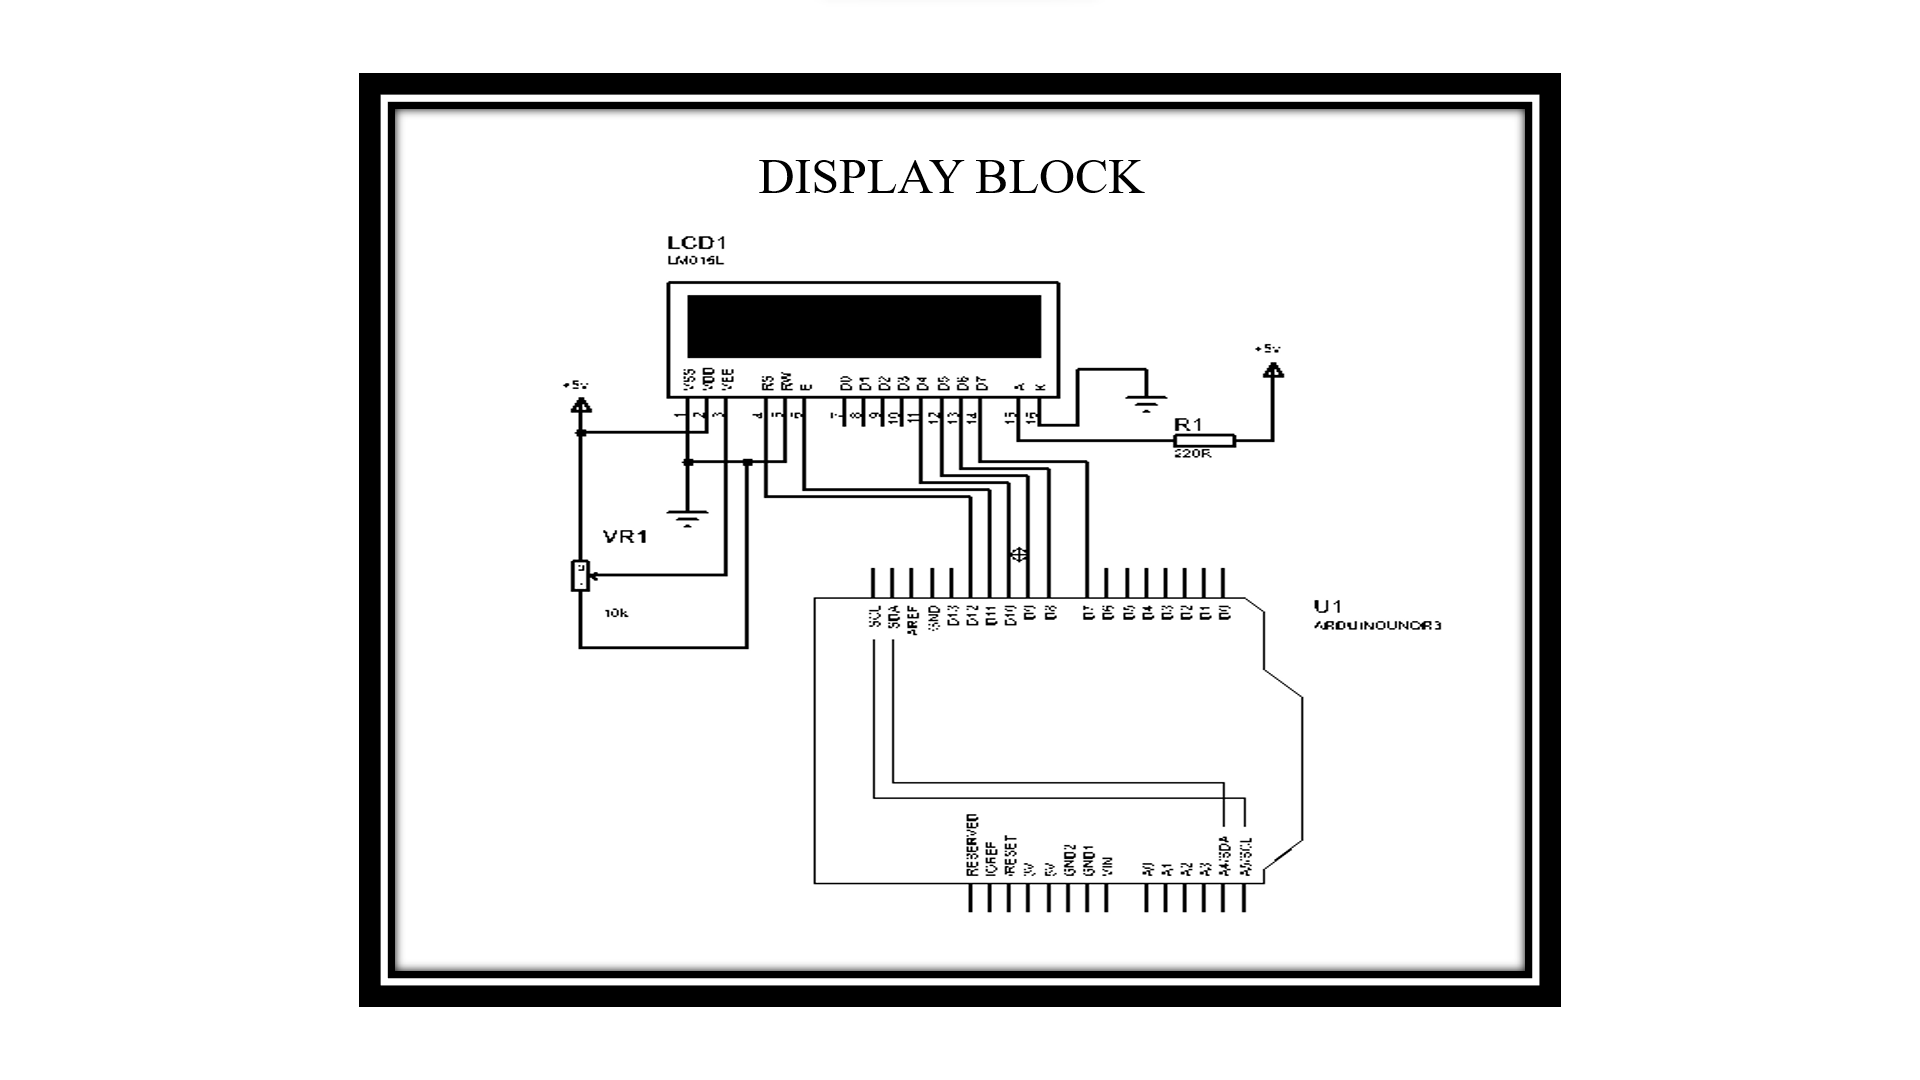 DISPLAY BLOCK
LCD1
LM016L
VSS VDD VEE RS RW E D0 D1 D2 D3 D4 D5 D6 D7 A K
1 2 3 4 5 6 7 8 9 10 11 12 13 14 15 16
+5v
+5v
R1
220R
VR1
10k
SCL SDA AREF GND D13 D12 D11 D10 D9 D8 D7 D6 D5 D4 D3 D2 D1 D0
U1
ARDUINOUNOR3
RESERVED IOREF RESET 5V GND2 GND1 VIN A0 A1 A2 A3 A4/SDA A5/SCL